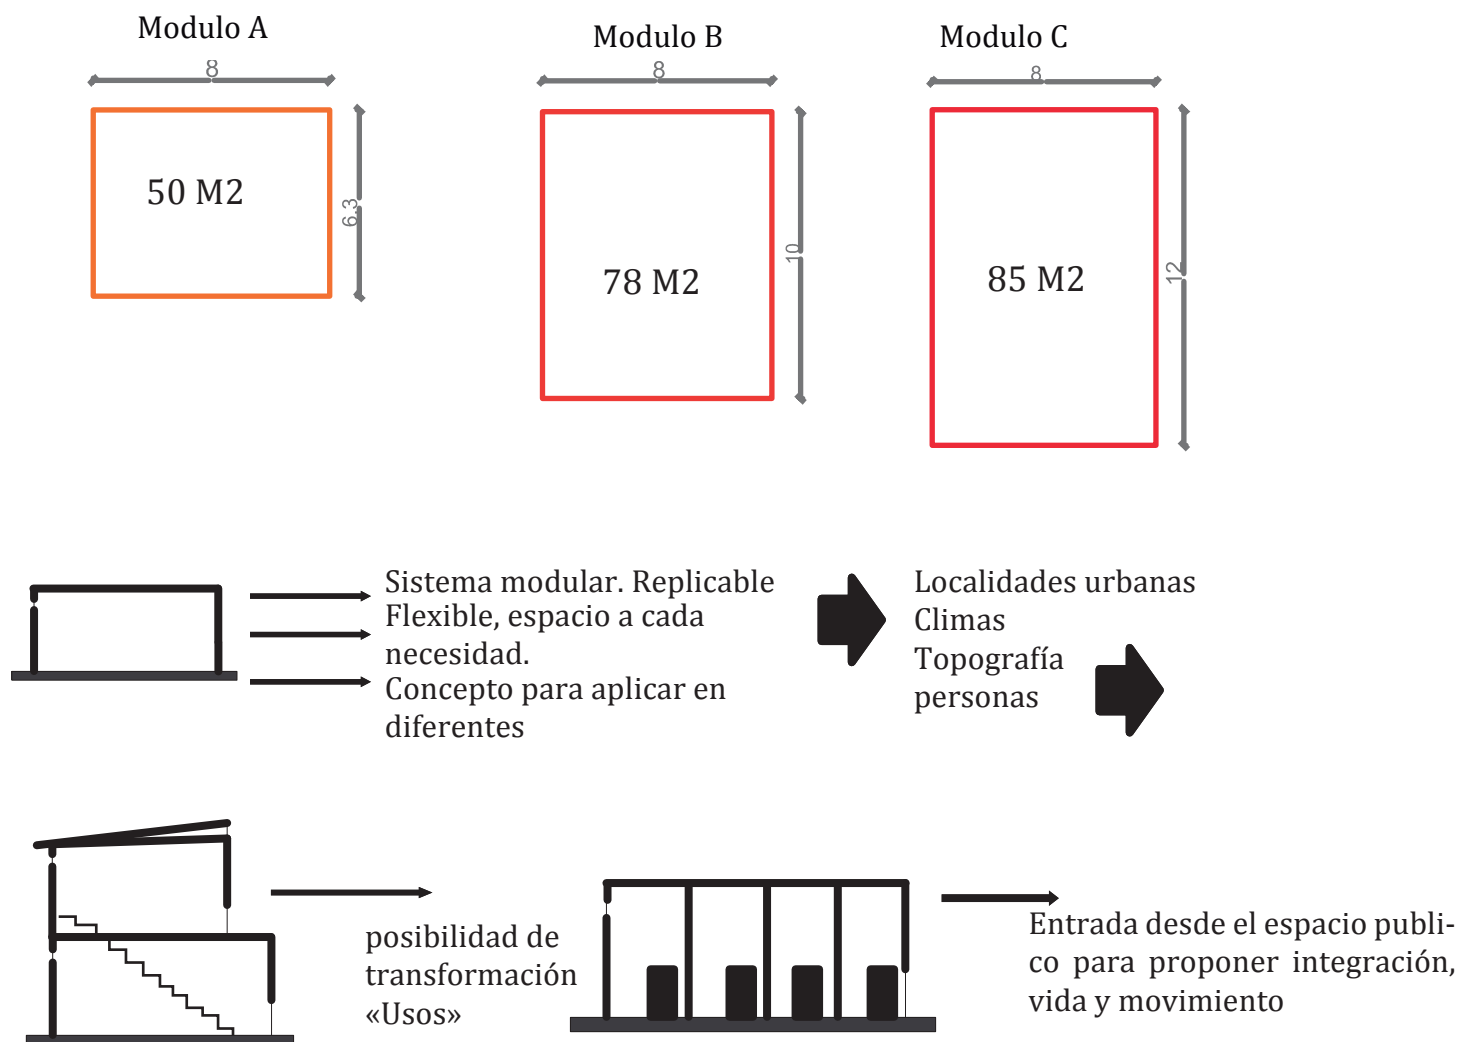 Modulo A
Modulo B
Modulo C
8
8
8
50 M2
6.3
78 M2
10
85 M2
12
Sistema modular. Replicable
Flexible, espacio a cada
necesidad.
Concepto para aplicar en
diferentes
Localidades urbanas
Climas
Topografía
personas
posibilidad de
transformación
«Usos»
Entrada desde el espacio publi-
co para proponer integración,
vida y movimiento